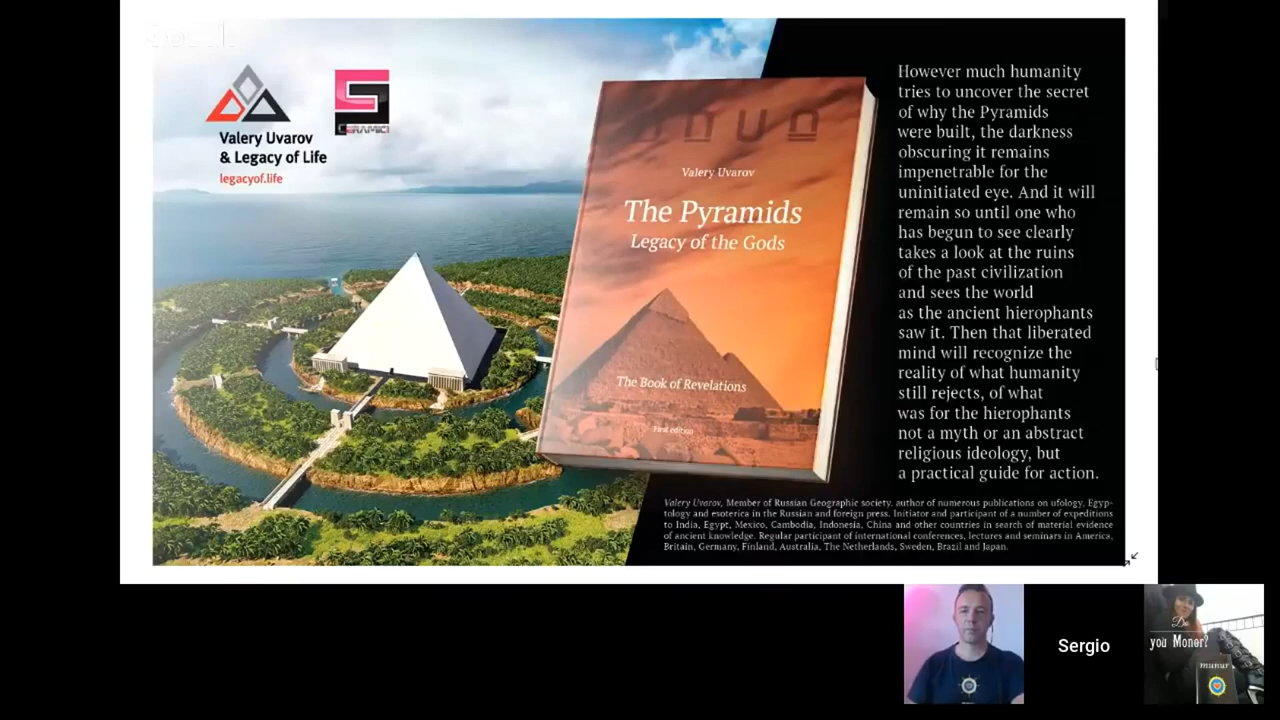 Valery Uvarov
& Legacy of Life
legacyof.life
CERAMICI
Valery Uvarov
The Pyramids
Legacy of the Gods
The Book of Revelations
First edition
However much humanity
tries to uncover the secret
of why the Pyramids
were built, the darkness
obscuring it remains
impenetrable for the
uninitiated eye. And it will
remain so until one who
has begun to see clearly
takes a look at the ruins
of the past civilization
and sees the world
as the ancient hierophants
saw it. Then that liberated
mind will recognize the
reality of what humanity
still rejects, of what
was for the hierophants
not a myth or an abstract
religious ideology, but
a practical guide for action.
Valery Uvarov, Member of Russian Geographic society, author of numerous publications on ufology, Egyp-
tology and esoterica in the Russian and foreign press. Initiator and participant of a number of expeditions
to India, Egypt, Mexico, Cambodia, Indonesia, China and other countries in search of material evidence
of ancient knowledge. Regular participant of international conferences, lectures and seminars in America,
Britain, Germany, Finland, Australia, The Netherlands, Sweden, Brazil and Japan.
Sergio
Do
you Monor?
munur